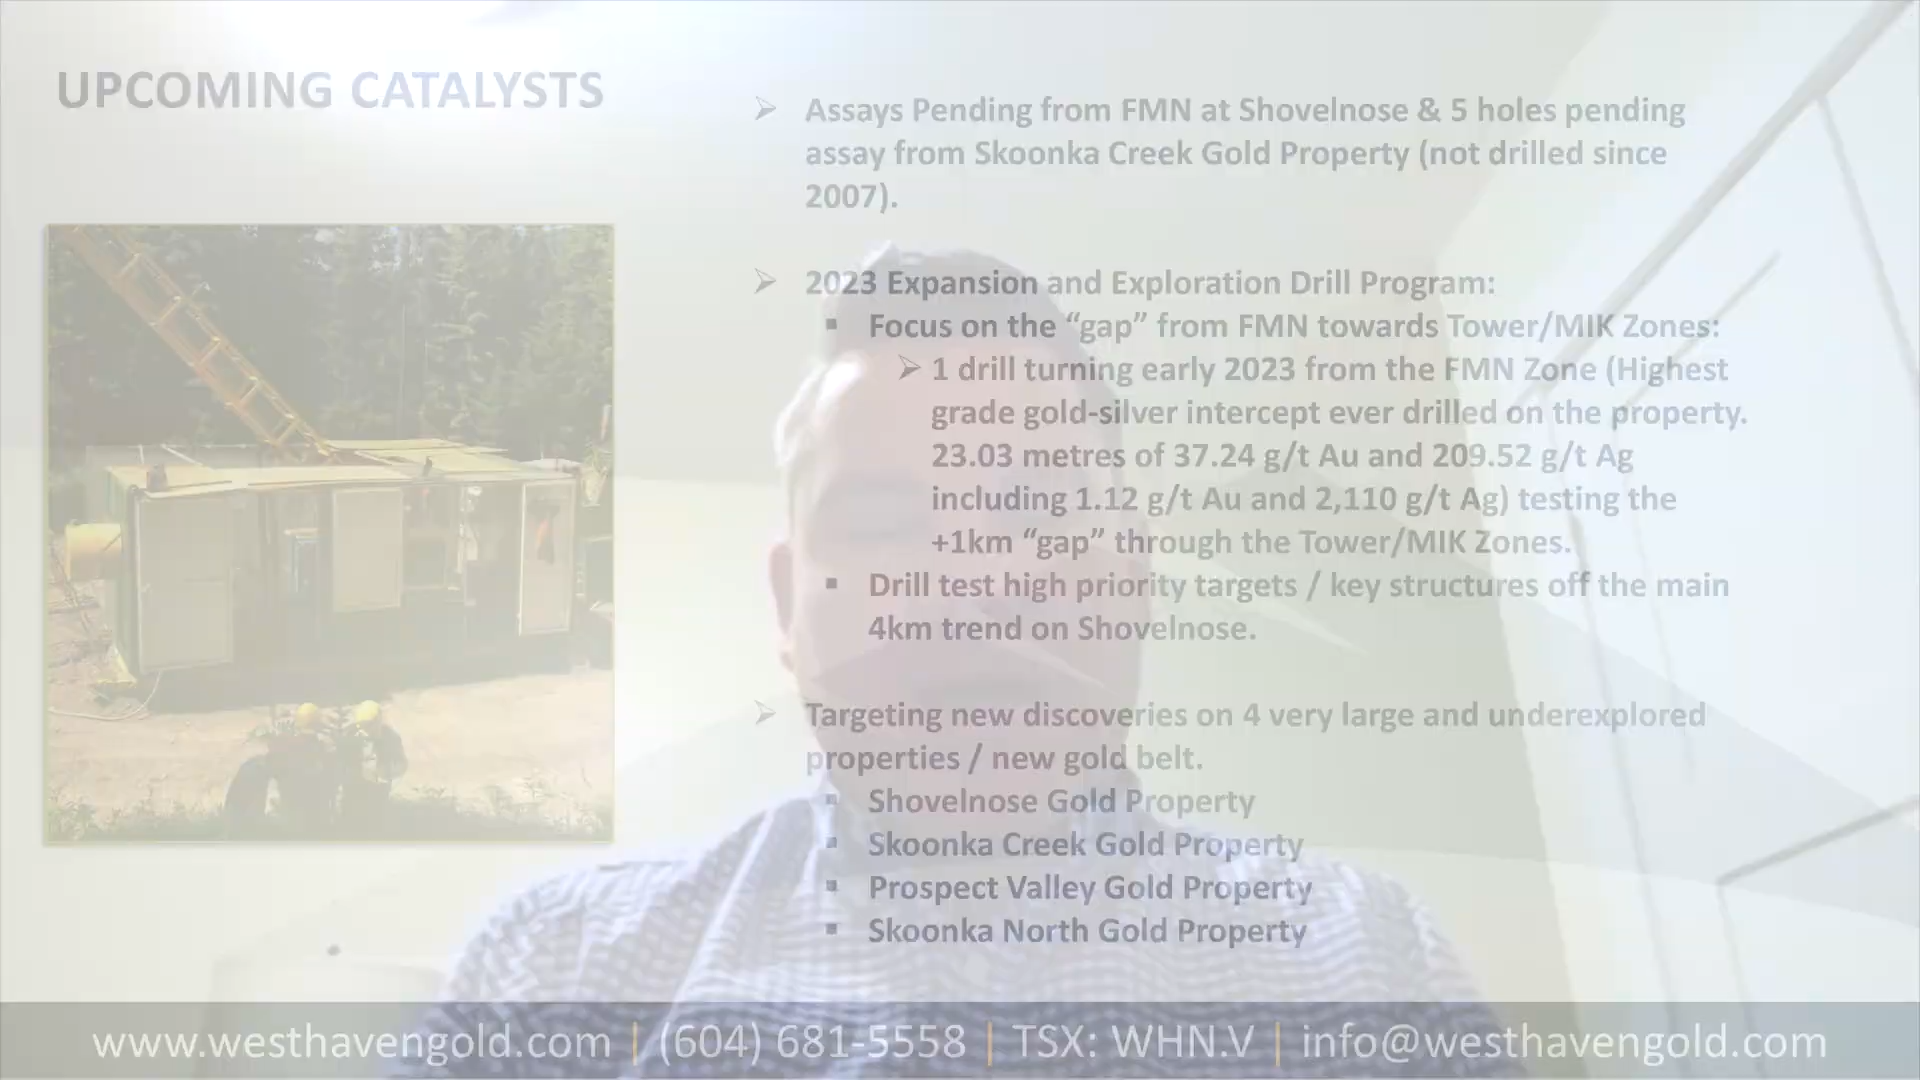 UPCOMING CATALYSTS
➢ Assays Pending from FMN at Shovelnose & 5 holes pending
assay from Skoonka Creek Gold Property (not drilled since
2007).
➢ 2023 Expansion and Exploration Drill Program:
▪ Focus on the “gap” from FMN towards Tower/MIK Zones:
➢ 1 drill turning early 2023 from the FMN Zone (Highest
grade gold-silver intercept ever drilled on the property.
23.03 metres of 37.24 g/t Au and 209.52 g/t Ag
including 1.12 g/t Au and 2,110 g/t Ag) testing the
+1km “gap” through the Tower/MIK Zones.
▪ Drill test high priority targets / key structures off the main
4km trend on Shovelnose.
➢ Targeting new discoveries on 4 very large and underexplored
properties / new gold belt.
▪ Shovelnose Gold Property
▪ Skoonka Creek Gold Property
▪ Prospect Valley Gold Property
▪ Skoonka North Gold Property
www.westhavengold.com | (604) 681-5558 | TSX: WHN.V | info@westhavengold.com